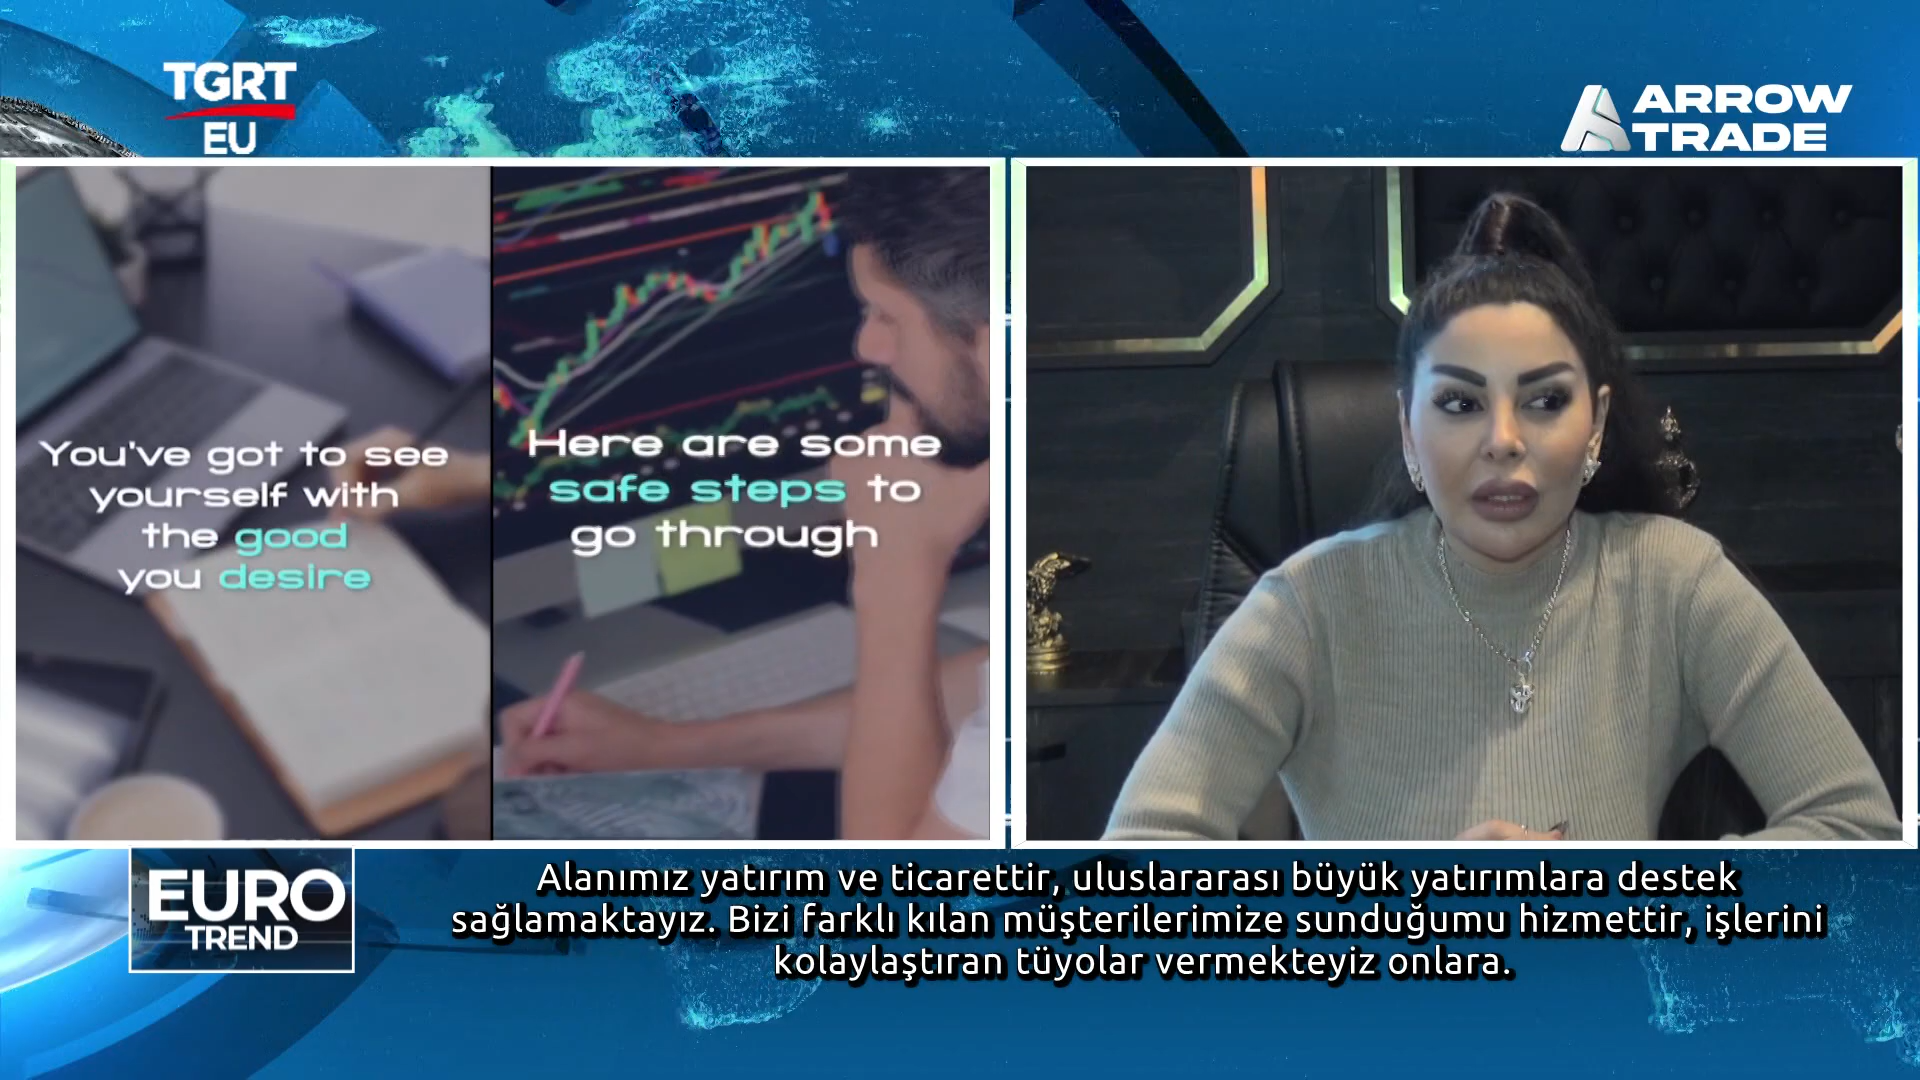 TGRT
EU
ARROW
TRADE
You've got to see
yourself with
the good
you desire
Here are some
safe steps to
go through
EURO
TREND
Alanımız yatırım ve ticarettir, uluslararası büyük yatırımlara destek
sağlamaktayız. Bizi farklı kılan müşterilerimize sunduğumu hizmettir, işlerini
kolaylaştıran tüyolar vermekteyiz onlara.